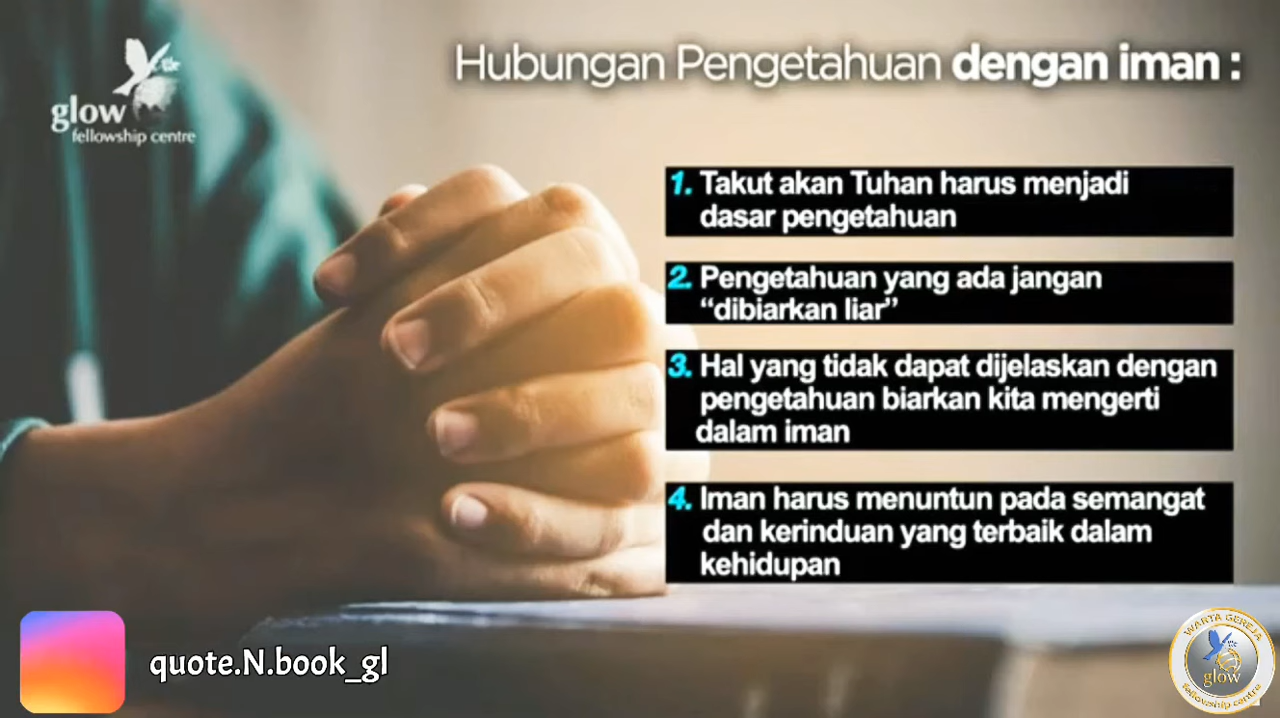 glow
fellowship centre
Hubungan Pengetahuan dengan iman :
1. Takut akan Tuhan harus menjadi
dasar pengetahuan
2. Pengetahuan yang ada jangan
“dibiarkan liar”
3. Hal yang tidak dapat dijelaskan dengan
pengetahuan biarkan kita mengerti
dalam iman
4. Iman harus menuntun pada semangat
dan kerinduan yang terbaik dalam
kehidupan
quote.N.book_gl
WARTA GEREJA
glow
fellowship centre